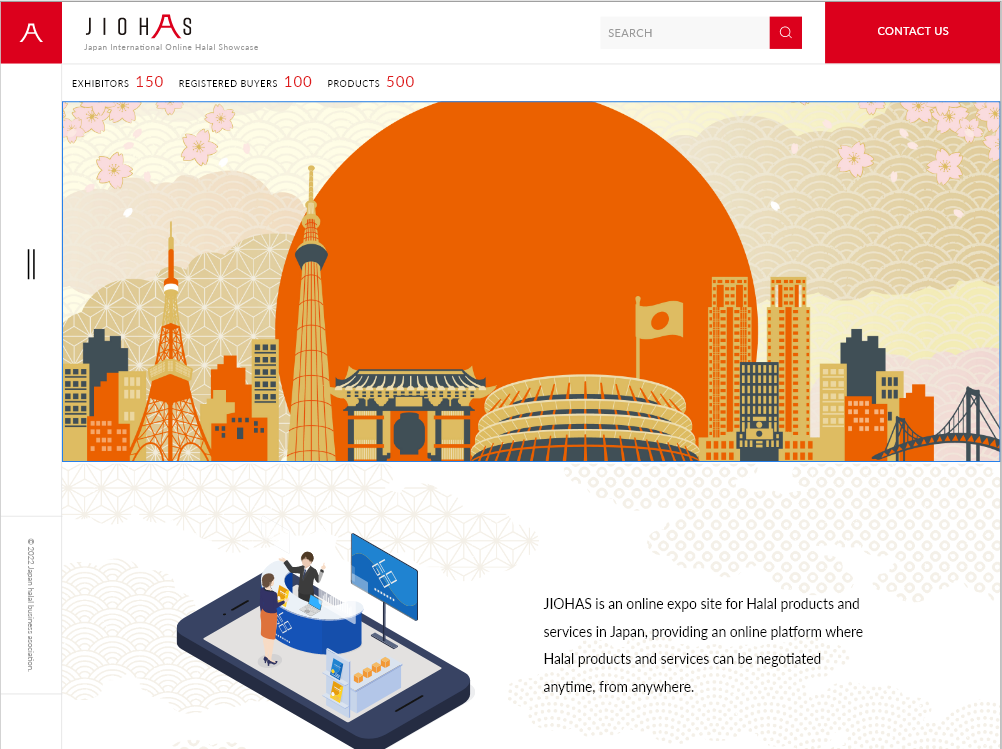 JIOHAS
Japan International Online Halal Showcase
SEARCH
CONTACT US
EXHIBITORS 150 REGISTERED BUYERS 100 PRODUCTS 500
© 2022 Japan halal business asociation.
JIOHAS is an online expo site for Halal products and
services in Japan, providing an online platform where
Halal products and services can be negotiated
anytime, from anywhere.